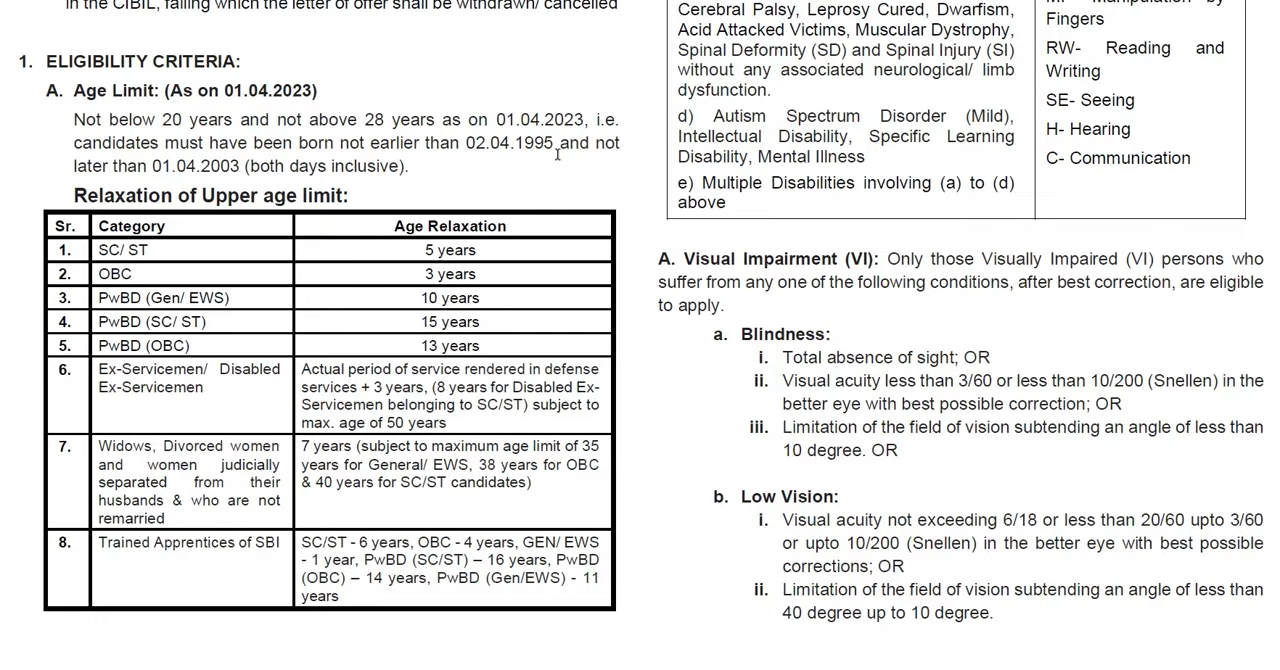 in the CIBIL, failing which the letter of offer shall be withdrawn/ cancelled
1. ELIGIBILITY CRITERIA:
A. Age Limit: (As on 01.04.2023)
Not below 20 years and not above 28 years as on 01.04.2023, i.e.
candidates must have been born not earlier than 02.04.1995 and not
later than 01.04.2003 (both days inclusive).
Relaxation of Upper age limit:
Sr. Category Age Relaxation
1. SC/ ST 5 years
2. OBC 3 years
3. PwBD (Gen/ EWS) 10 years
4. PwBD (SC/ ST) 15 years
5. PwBD (OBC) 13 years
6. Ex-Servicemen/ Disabled
Ex-Servicemen
Actual period of service rendered in defense
services + 3 years, (8 years for Disabled Ex-
Servicemen belonging to SC/ST) subject to
max. age of 50 years
7. Widows, Divorced women
and women judicially
separated from their
husbands & who are not
remarried
7 years (subject to maximum age limit of 35
years for General/ EWS, 38 years for OBC
& 40 years for SC/ST candidates)
8. Trained Apprentices of SBI
SC/ST - 6 years, OBC - 4 years, GEN/ EWS
- 1 year, PwBD (SC/ST) – 16 years, PwBD
(OBC) – 14 years, PwBD (Gen/EWS) - 11
years
Cerebral Palsy, Leprosy Cured, Dwarfism,
Acid Attacked Victims, Muscular Dystrophy,
Spinal Deformity (SD) and Spinal Injury (SI)
without any associated neurological/ limb
dysfunction.
d) Autism Spectrum Disorder (Mild),
Intellectual Disability, Specific Learning
Disability, Mental Illness
e) Multiple Disabilities involving (a) to (d)
above
MF- Manipulation by
Fingers
RW- Reading and
Writing
SE- Seeing
H- Hearing
C- Communication
A. Visual Impairment (VI): Only those Visually Impaired (VI) persons who
suffer from any one of the following conditions, after best correction, are eligible
to apply.
a. Blindness:
i. Total absence of sight; OR
ii. Visual acuity less than 3/60 or less than 10/200 (Snellen) in the
better eye with best possible correction; OR
iii. Limitation of the field of vision subtending an angle of less than
10 degree. OR
b. Low Vision:
i. Visual acuity not exceeding 6/18 or less than 20/60 upto 3/60
or upto 10/200 (Snellen) in the better eye with best possible
corrections; OR
ii. Limitation of the field of vision subtending an angle of less than
40 degree up to 10 degree.